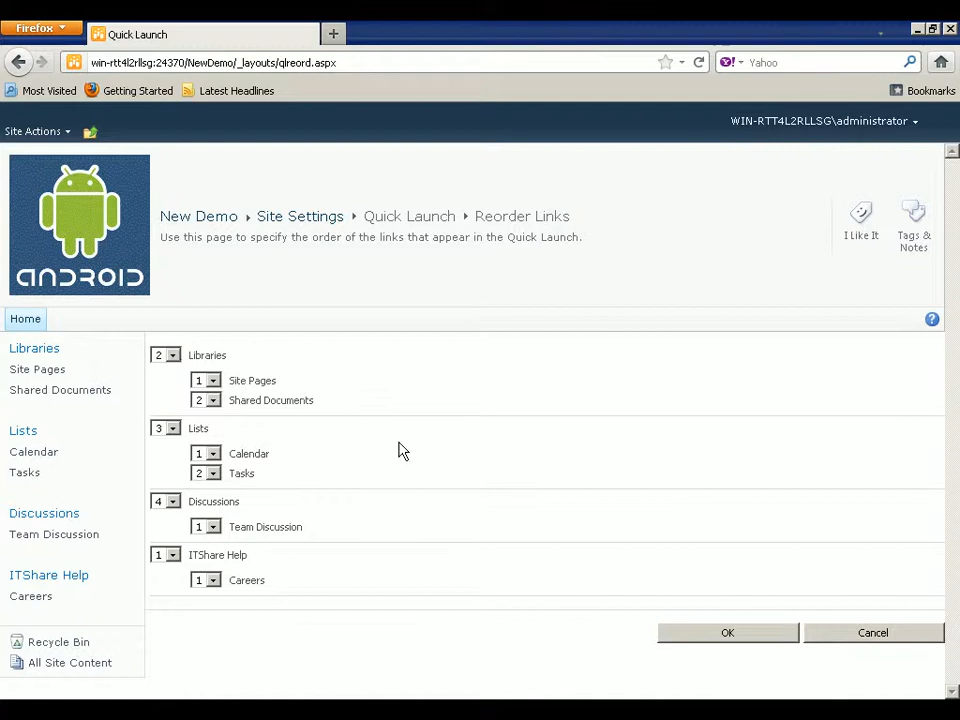 Firefox
Quick Launch
win-rtt4l2rllsg:24370/NewDemo/_layouts/qlreord.aspx
Yahoo
Most Visited
Getting Started
Latest Headlines
Bookmarks
Site Actions
WIN-RTT4L2RLLSG\administrator
ANDROID
New Demo
Site Settings
Quick Launch
Reorder Links
Use this page to specify the order of the links that appear in the Quick Launch.
I Like It
Tags &
Notes
Home
Libraries
Site Pages
Shared Documents
Lists
Calendar
Tasks
Discussions
Team Discussion
ITShare Help
Careers
Recycle Bin
All Site Content
2 Libraries
1 Site Pages
2 Shared Documents
3 Lists
1 Calendar
2 Tasks
4 Discussions
1 Team Discussion
1 ITShare Help
1 Careers
OK
Cancel